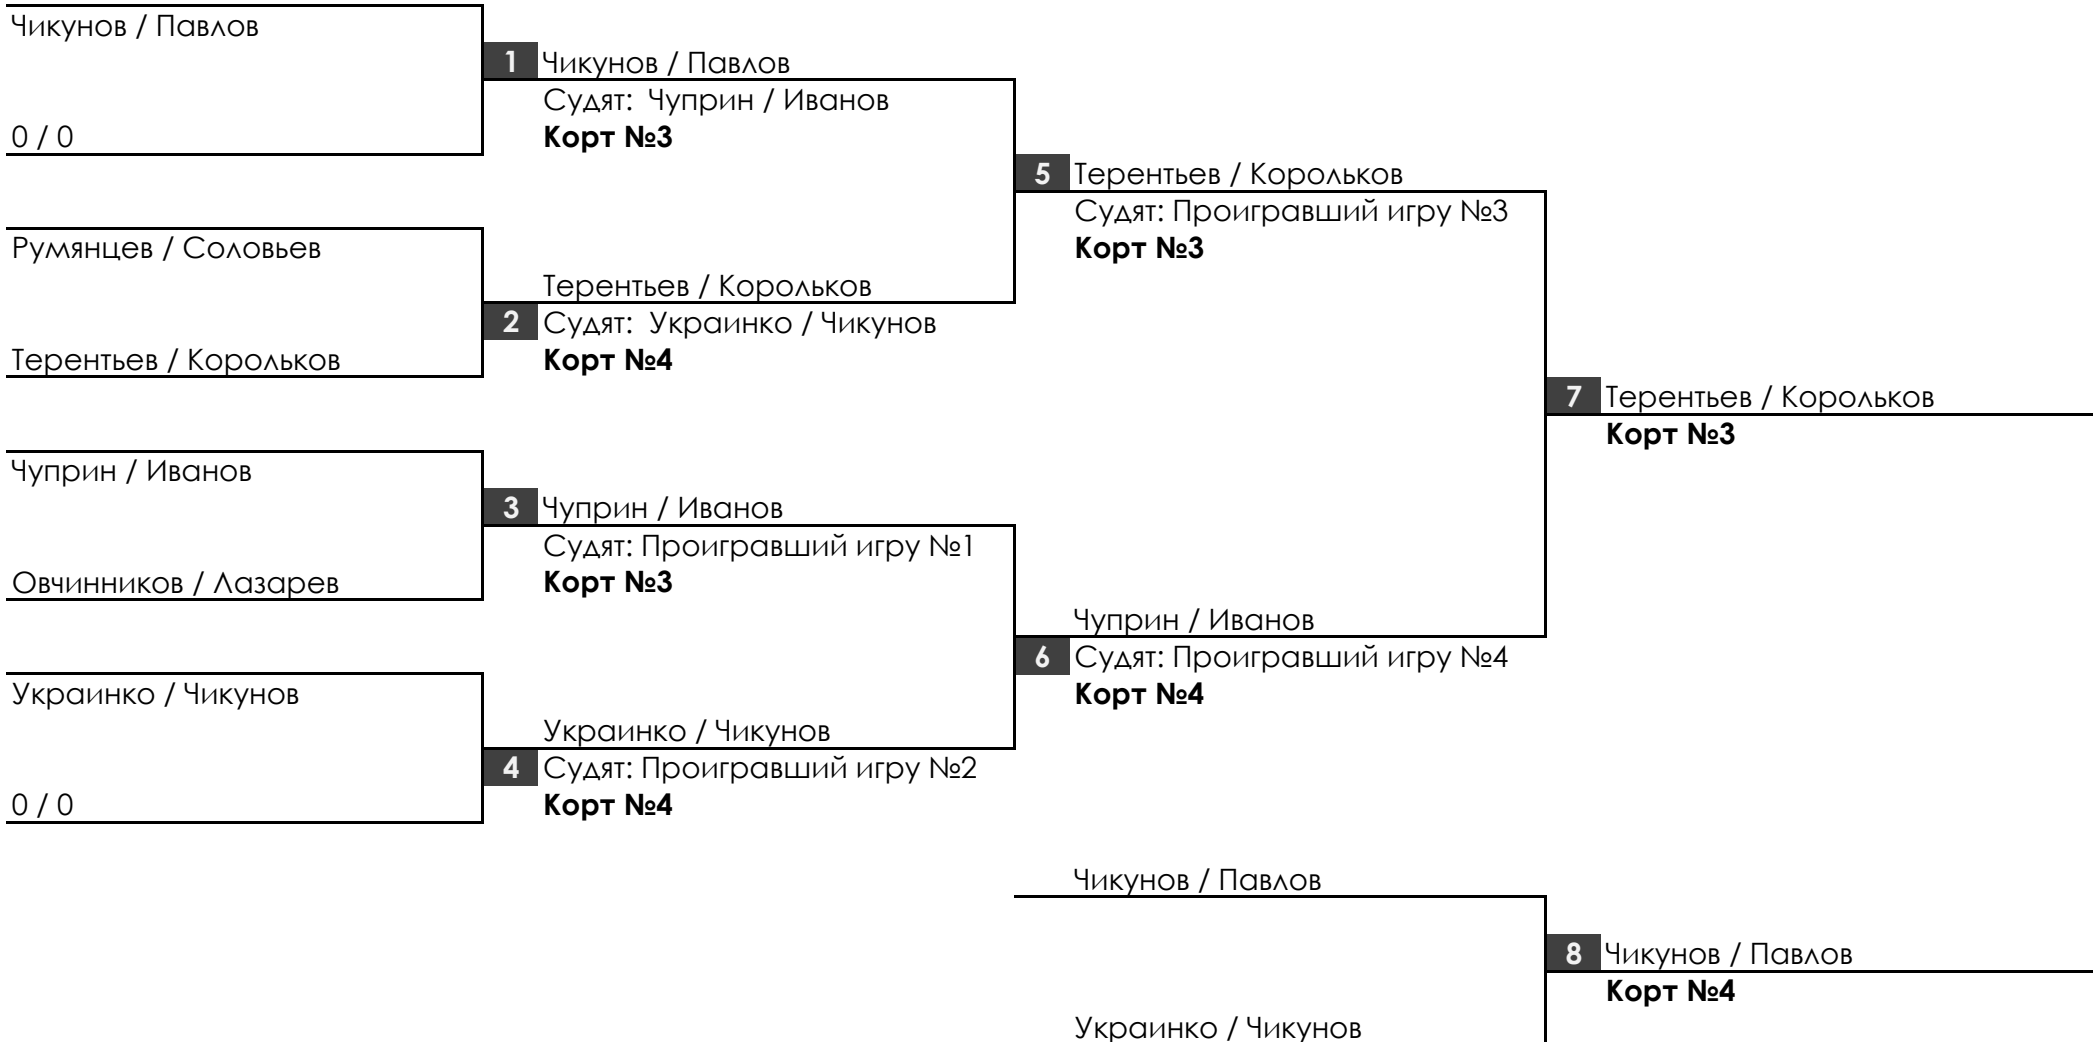 Чикунов / Павлов
1 Чикунов / Павлов
Судят: Чуприн / Иванов
0 / 0
Корт №3
5 Терентьев / Корольков
Судят: Проигравший игру №3
Румянцев / Соловьев
Корт №3
Терентьев / Корольков
2 Судят: Украинко / Чикунов
Терентьев / Корольков
Корт №4
7 Терентьев / Корольков
Корт №3
Чуприн / Иванов
3 Чуприн / Иванов
Судят: Проигравший игру №1
Овчинников / Лазарев
Корт №3
Чуприн / Иванов
6 Судят: Проигравший игру №4
Украинко / Чикунов
Корт №4
Украинко / Чикунов
4 Судят: Проигравший игру №2
0 / 0
Корт №4
Чикунов / Павлов
8 Чикунов / Павлов
Корт №4
Украинко / Чикунов